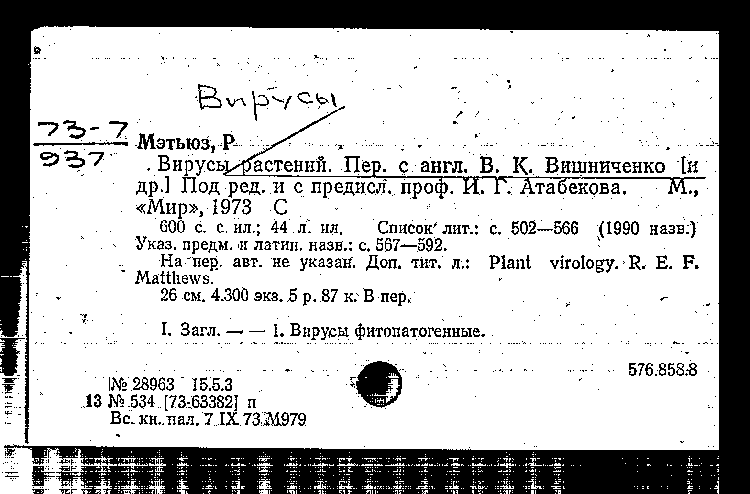 Вирусы
73-7
937
Мэтьюз, Р
Вирусы растений. Пер. с англ. В. К. Вишниченко [и
др.] Под ред. и с предисл. проф. И. Г. Атабекова. М.,
«Мир», 1973 С
600 с. с ил.; 44 л. ил. Список лит.: с. 502—566 (1990 назв.)
Указ. предм. и латин. назв.: с. 567—592.
На пер. авт. не указан. Доп. тит. л.: Plant virology. R. E. F.
Matthews.
26 см. 4.300 экз. 5 р. 87 к. В пер.
I. Загл. — — 1. Вирусы фитопатогенные.
576.858.8
№ 28963 15.5.3
13 № 534 [73-63382] п
Вс. кн. пал. 7 IX 73 М979